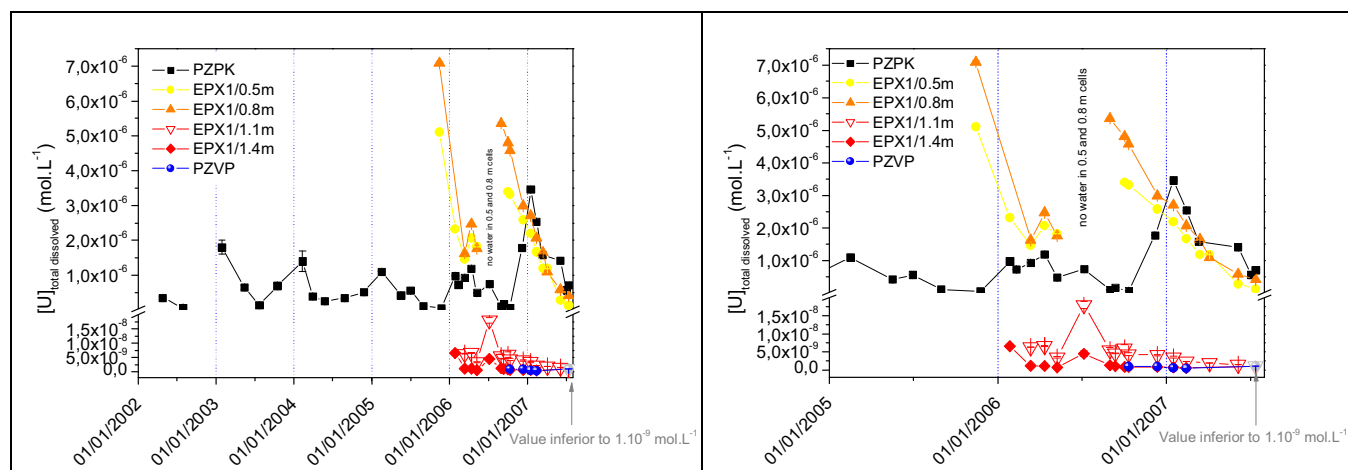 7,0x10⁻⁶
6,0x10⁻⁶
5,0x10⁻⁶
4,0x10⁻⁶
3,0x10⁻⁶
2,0x10⁻⁶
1,0x10⁻⁶
1,5x10⁻⁸
5,0x10⁻⁹
0,0
[U]total dissolved (mol.L⁻¹)
PZPK
EPX1/0.5m
EPX1/0.8m
EPX1/1.1m
EPX1/1.4m
PZVP
no water in 0.5 and 0.8 m cells
01/01/2002
01/01/2003
01/01/2004
01/01/2005
01/01/2006
01/01/2007
Value inferior to 1.10⁻⁹ mol.L⁻¹
7,0x10⁻⁶
6,0x10⁻⁶
5,0x10⁻⁶
4,0x10⁻⁶
3,0x10⁻⁶
2,0x10⁻⁶
1,0x10⁻⁶
1,5x10⁻⁸
5,0x10⁻⁹
0,0
[U]total dissolved (mol.L⁻¹)
PZPK
EPX1/0.5m
EPX1/0.8m
EPX1/1.1m
EPX1/1.4m
PZVP
no water in 0.5 and 0.8 m cells
01/01/2005
01/01/2006
01/01/2007
Value inferior to 1.10⁻⁹ mol.L⁻¹